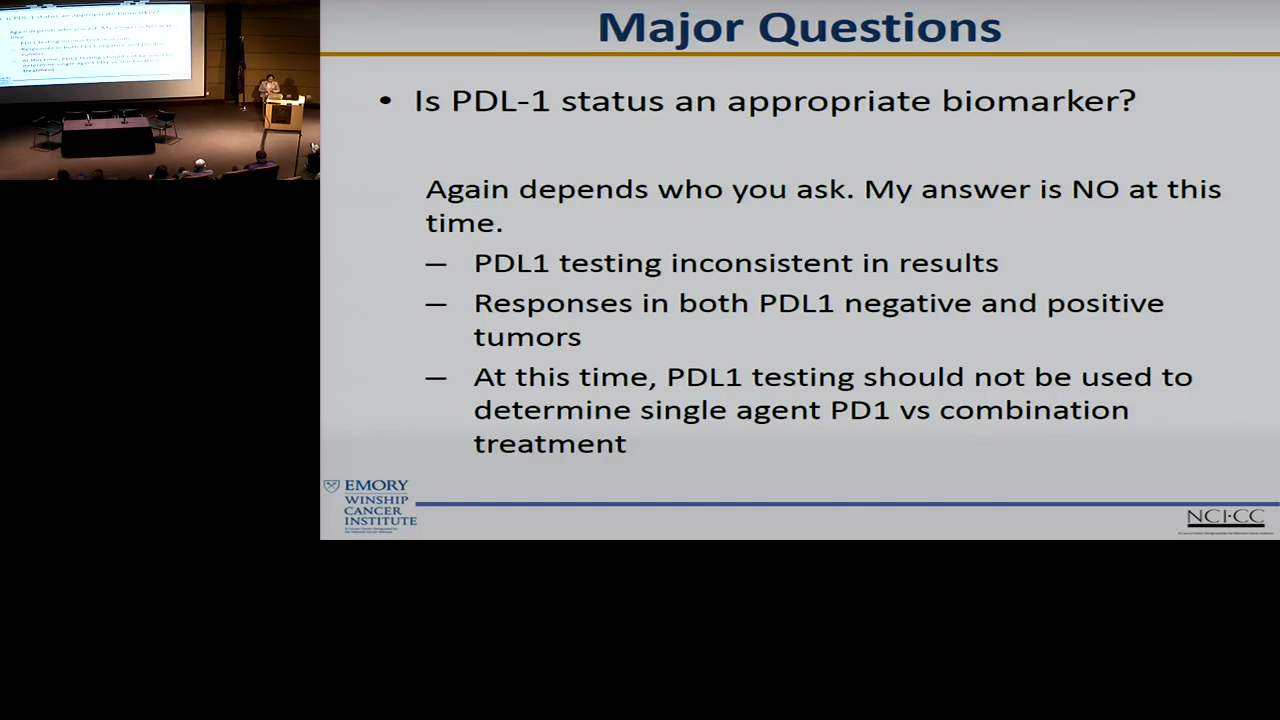 Major Questions
• Is PDL-1 status an appropriate biomarker?
Again depends who you ask. My answer is NO at this
time.
— PDL1 testing inconsistent in results
— Responses in both PDL1 negative and positive
tumors
— At this time, PDL1 testing should not be used to
determine single agent PD1 vs combination
treatment
EMORY
WINSHIP
CANCER
INSTITUTE
NCI-CC